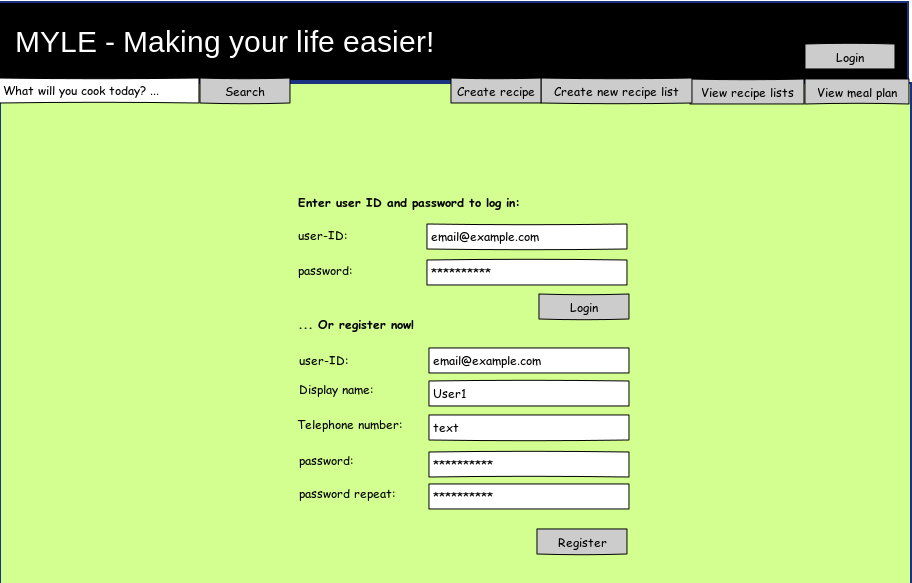 MYLE - Making your life easier!
Login
What will you cook today? ... Search Create recipe Create new recipe list View recipe lists View meal plan
Enter user ID and password to log in:
user-ID: email@example.com
password: **********
Login
... Or register now!
user-ID: email@example.com
Display name: User1
Telephone number: text
password: **********
password repeat: **********
Register